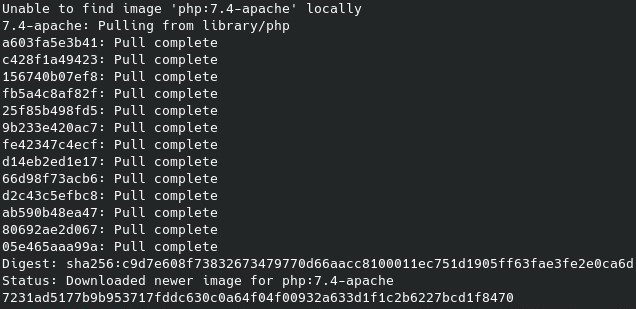 Unable to find image 'php:7.4-apache' locally
7.4-apache: Pulling from library/php
a603fa5e3b41: Pull complete
c428f1a49423: Pull complete
156740b07ef8: Pull complete
fb5a4c8af82f: Pull complete
25f85b498fd5: Pull complete
9b233e420ac7: Pull complete
fe42347c4ecf: Pull complete
d14eb2ed1e17: Pull complete
66d98f73acb6: Pull complete
d2c43c5efbc8: Pull complete
ab590b48ea47: Pull complete
80692ae2d067: Pull complete
05e465aaa99a: Pull complete
Digest: sha256:c9d7e608f73832673479770d66aacc8100011ec751d1905ff63fae3fe2e0ca6d
Status: Downloaded newer image for php:7.4-apache
7231ad5177b9b953717fddc630c0a64f04f00932a633d1f1c2b6227bcd1f8470